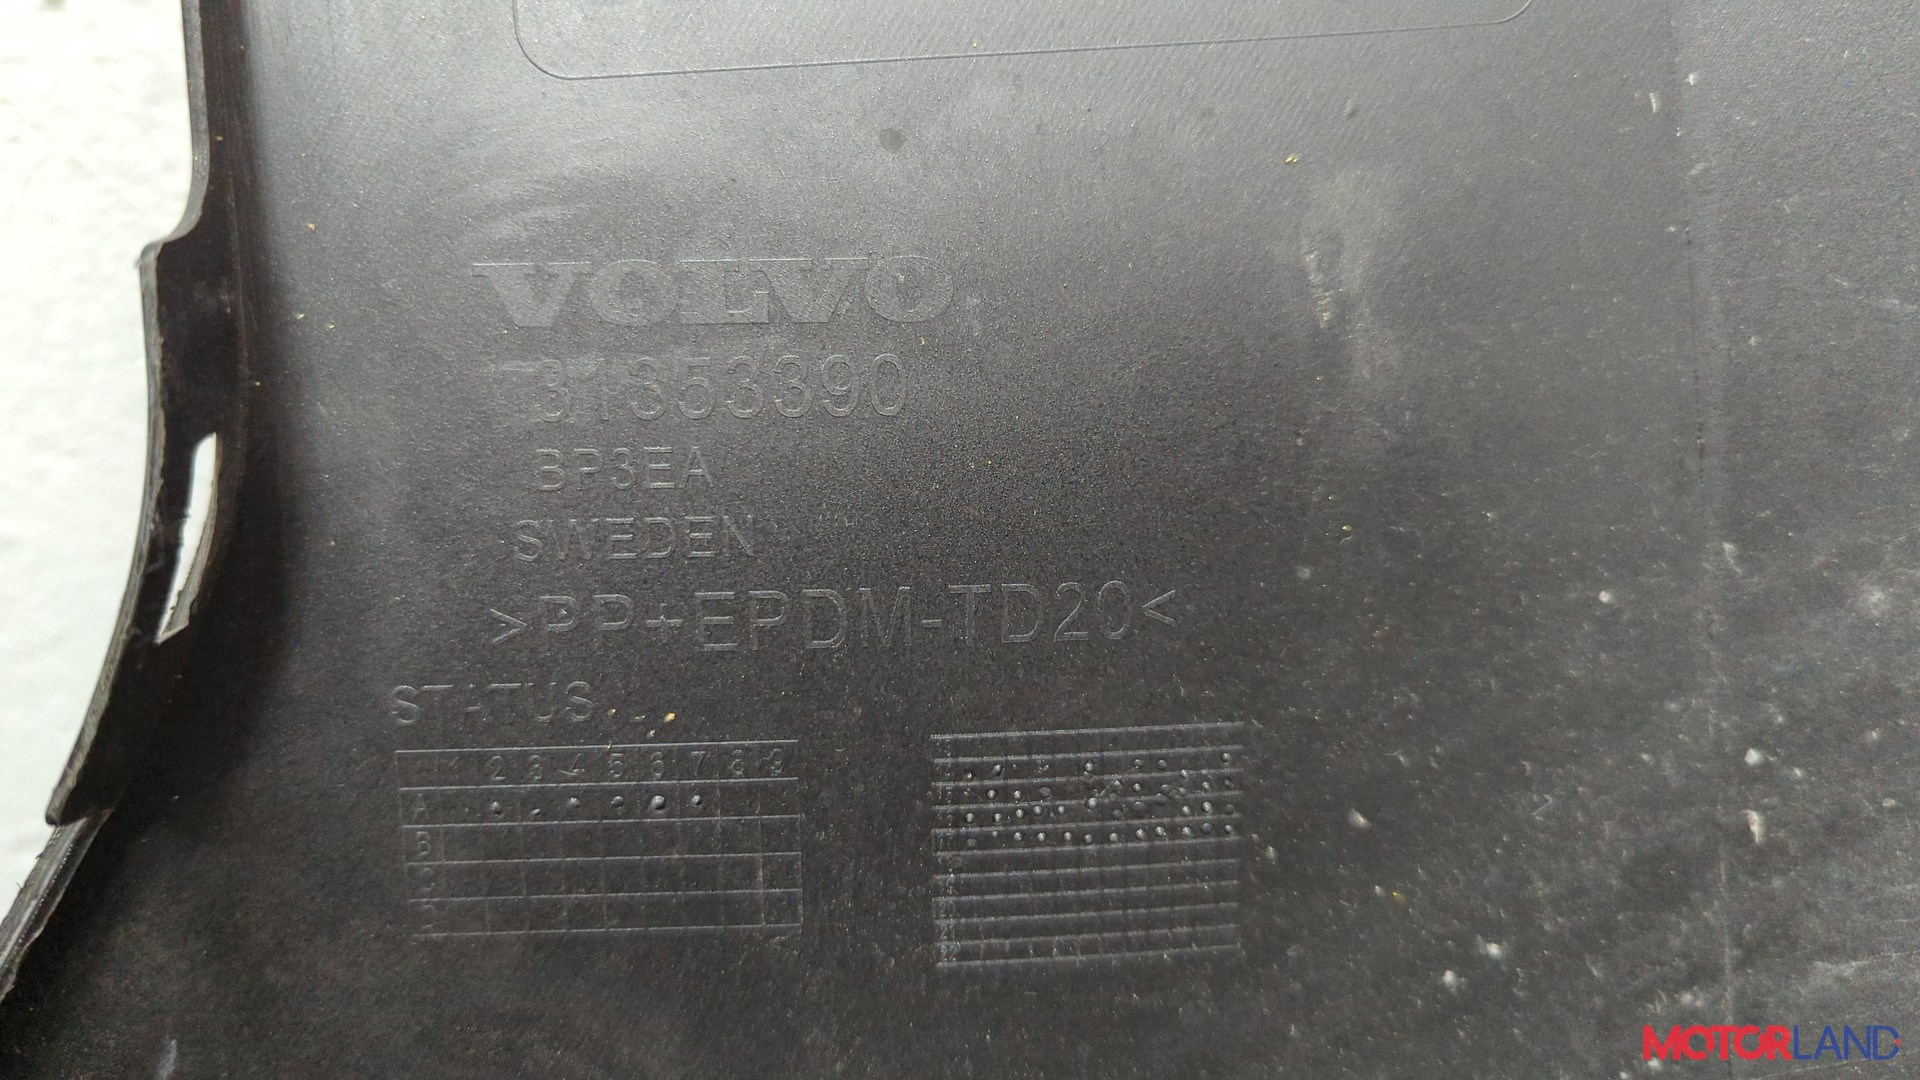 VOLVO
31353390
BP3EA
SWEDEN
>PP+EPDM-TD20<
STATUS
1 2 3 4 5 6 7 8 9
A
B
C
MOTORLAND